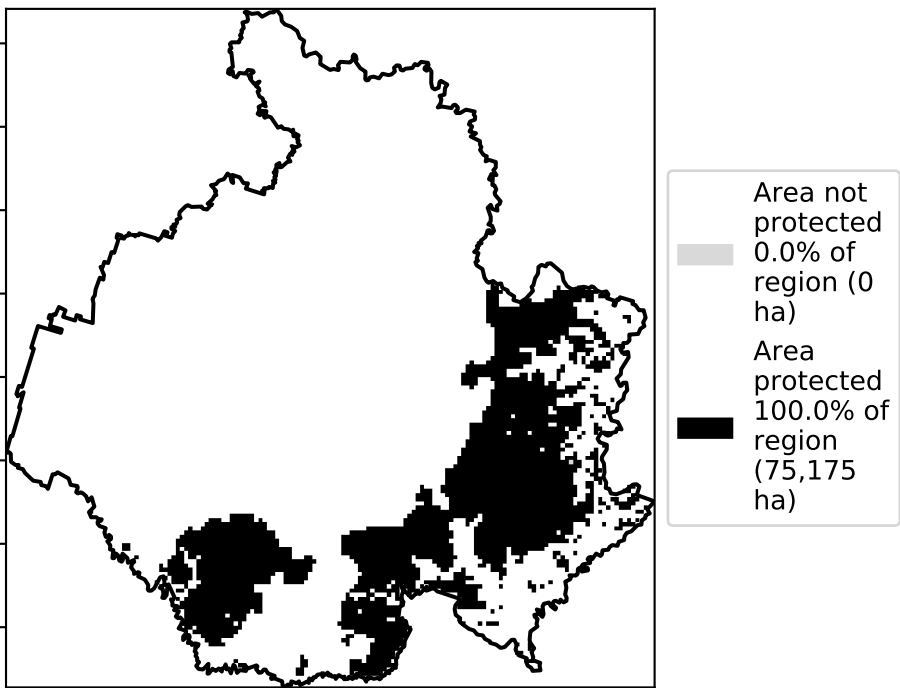 Area not
protected
0.0% of
region (0
ha)
Area
protected
100.0% of
region
(75,175
ha)